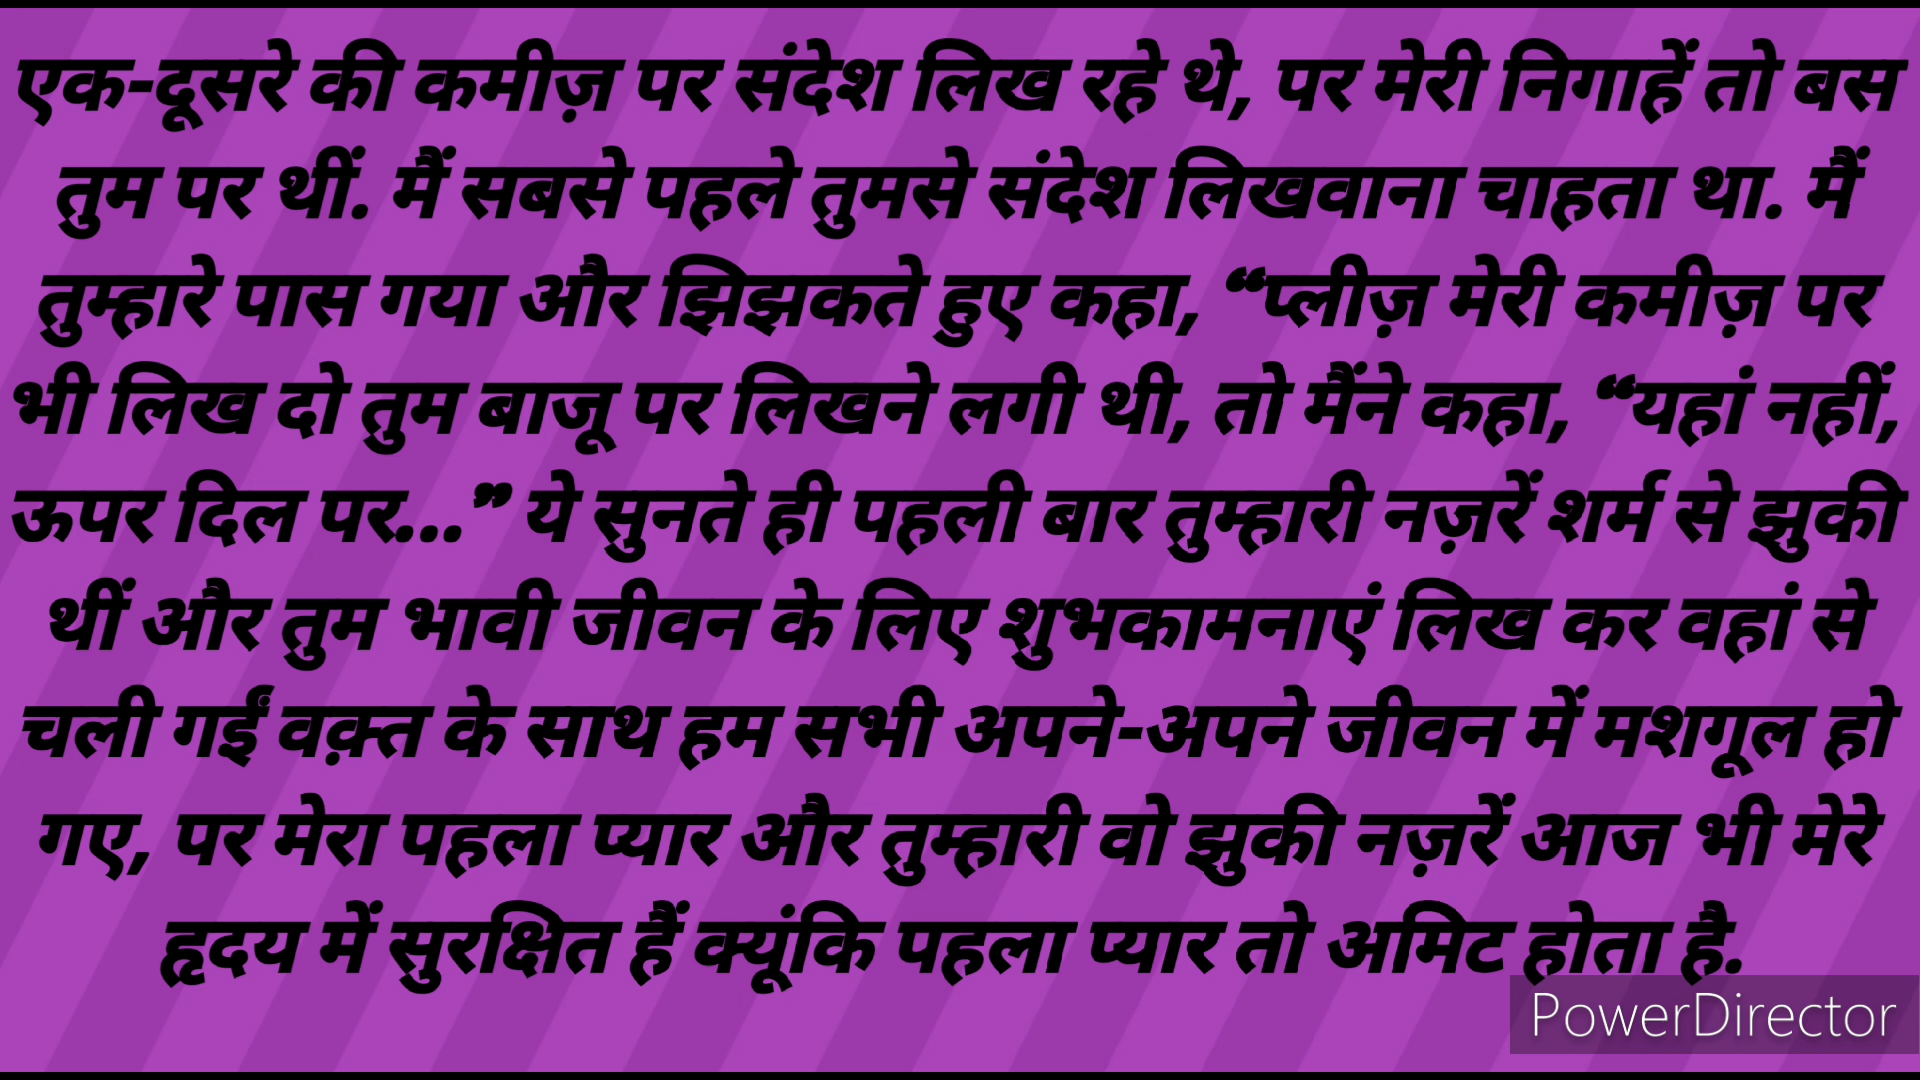 एक-दूसरे की कमीज़ पर संदेश लिख रहे थे, पर मेरी निगाहें तो बस
तुम पर थीं. मैं सबसे पहले तुमसे संदेश लिखवाना चाहता था. मैं
तुम्हारे पास गया और झिझकते हुए कहा, “प्लीज़ मेरी कमीज़ पर
भी लिख दो तुम बाजू पर लिखने लगी थी, तो मैंने कहा, “यहां नहीं,
ऊपर दिल पर...” ये सुनते ही पहली बार तुम्हारी नज़रें शर्म से झुकी
थीं और तुम भावी जीवन के लिए शुभकामनाएं लिख कर वहां से
चली गईं वक़्त के साथ हम सभी अपने-अपने जीवन में मशगूल हो
गए, पर मेरा पहला प्यार और तुम्हारी वो झुकी नज़रें आज भी मेरे
हृदय में सुरक्षित हैं क्यूंकि पहला प्यार तो अमिट होता है.
PowerDirector